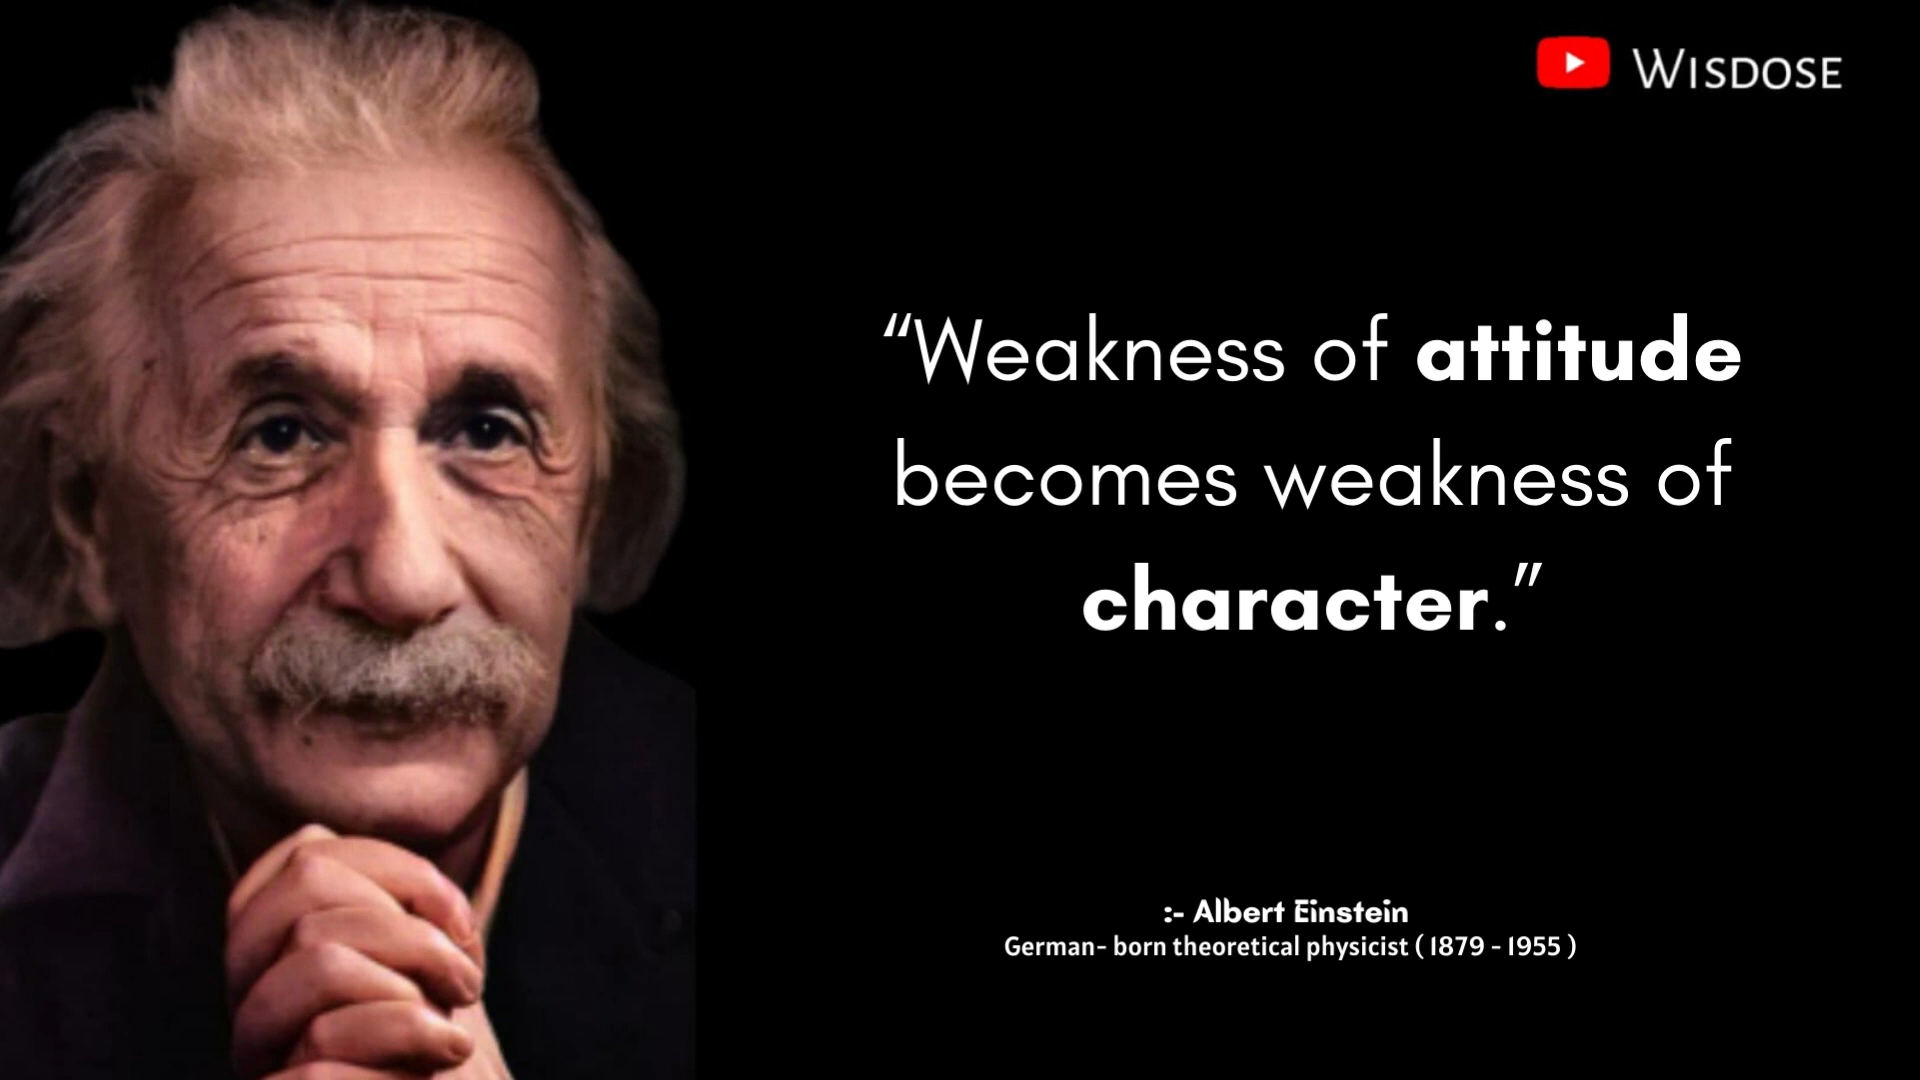 WISDOSE
“Weakness of attitude
becomes weakness of
character.”
:- Albert Einstein
German- born theoretical physicist ( 1879 - 1955 )